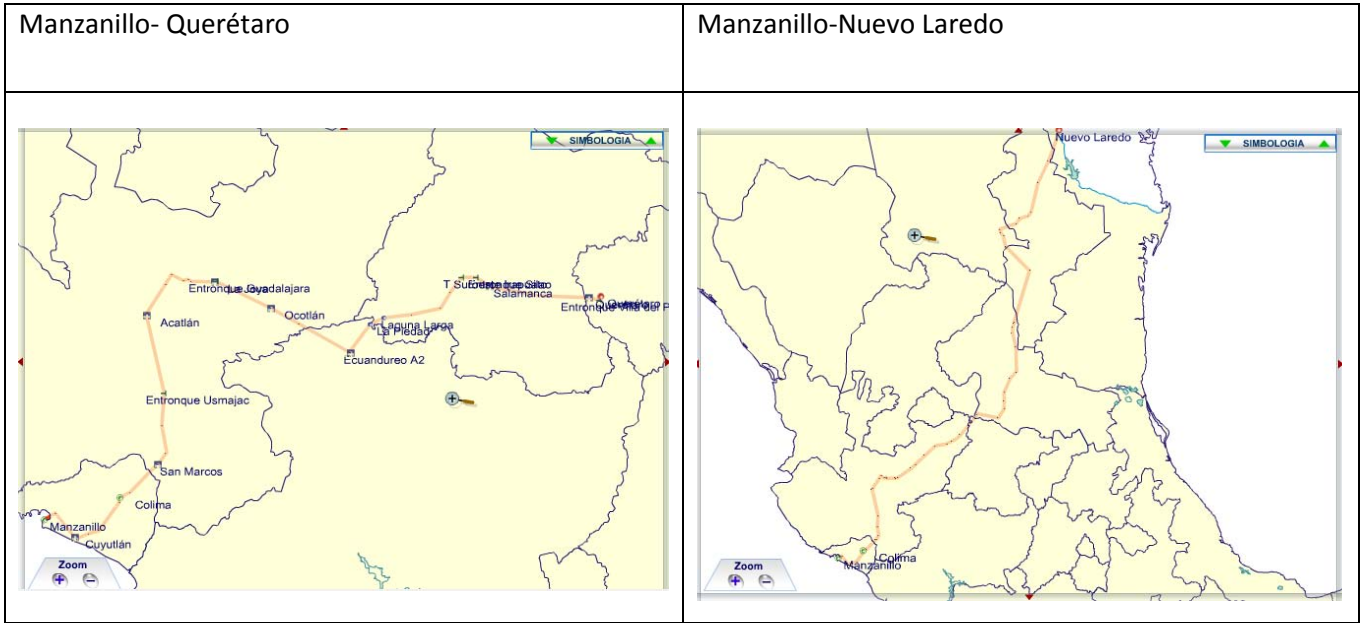 Manzanillo- Querétaro
Manzanillo-Nuevo Laredo
SIMBOLOGIA
Entronque Guadalajara
Ocotlán
Acatlán
Salamanca
Laguna Larga
La Piedad
Ecuandureo A2
Entronque Usmajac
San Marcos
Colima
Manzanillo
Cuyutlán
Zoom
Nuevo Laredo
SIMBOLOGIA
Colima
Manzanillo
Zoom